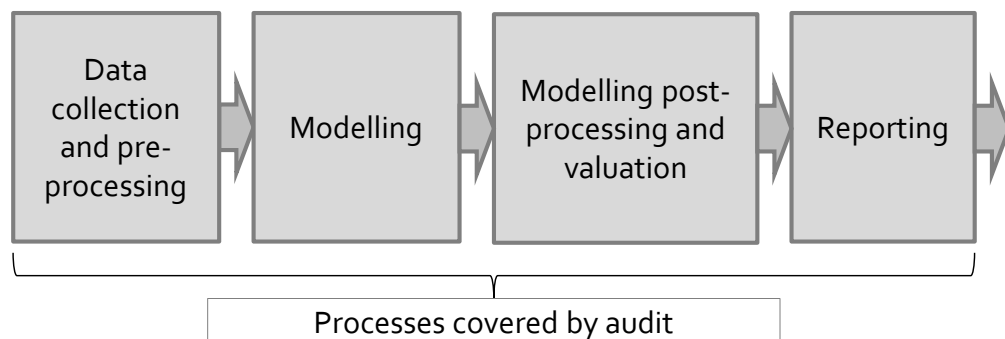 Data
collection
and pre-
processing
Modelling
Modelling post-
processing and
valuation
Reporting
Processes covered by audit